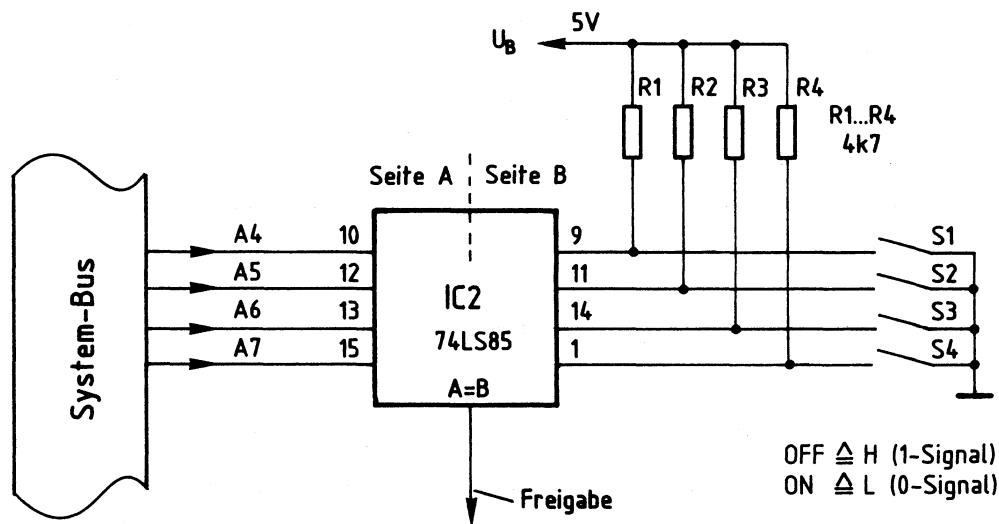 5V
U_B
R1 R2 R3 R4
R1...R4
4k7
Seite A Seite B
System-Bus
A4 10 9 S1
A5 12 11 S2
A6 13 14 S3
A7 15 1 S4
IC2
74LS85
A=B
OFF ≙ H (1-Signal)
ON ≙ L (0-Signal)
Freigabe